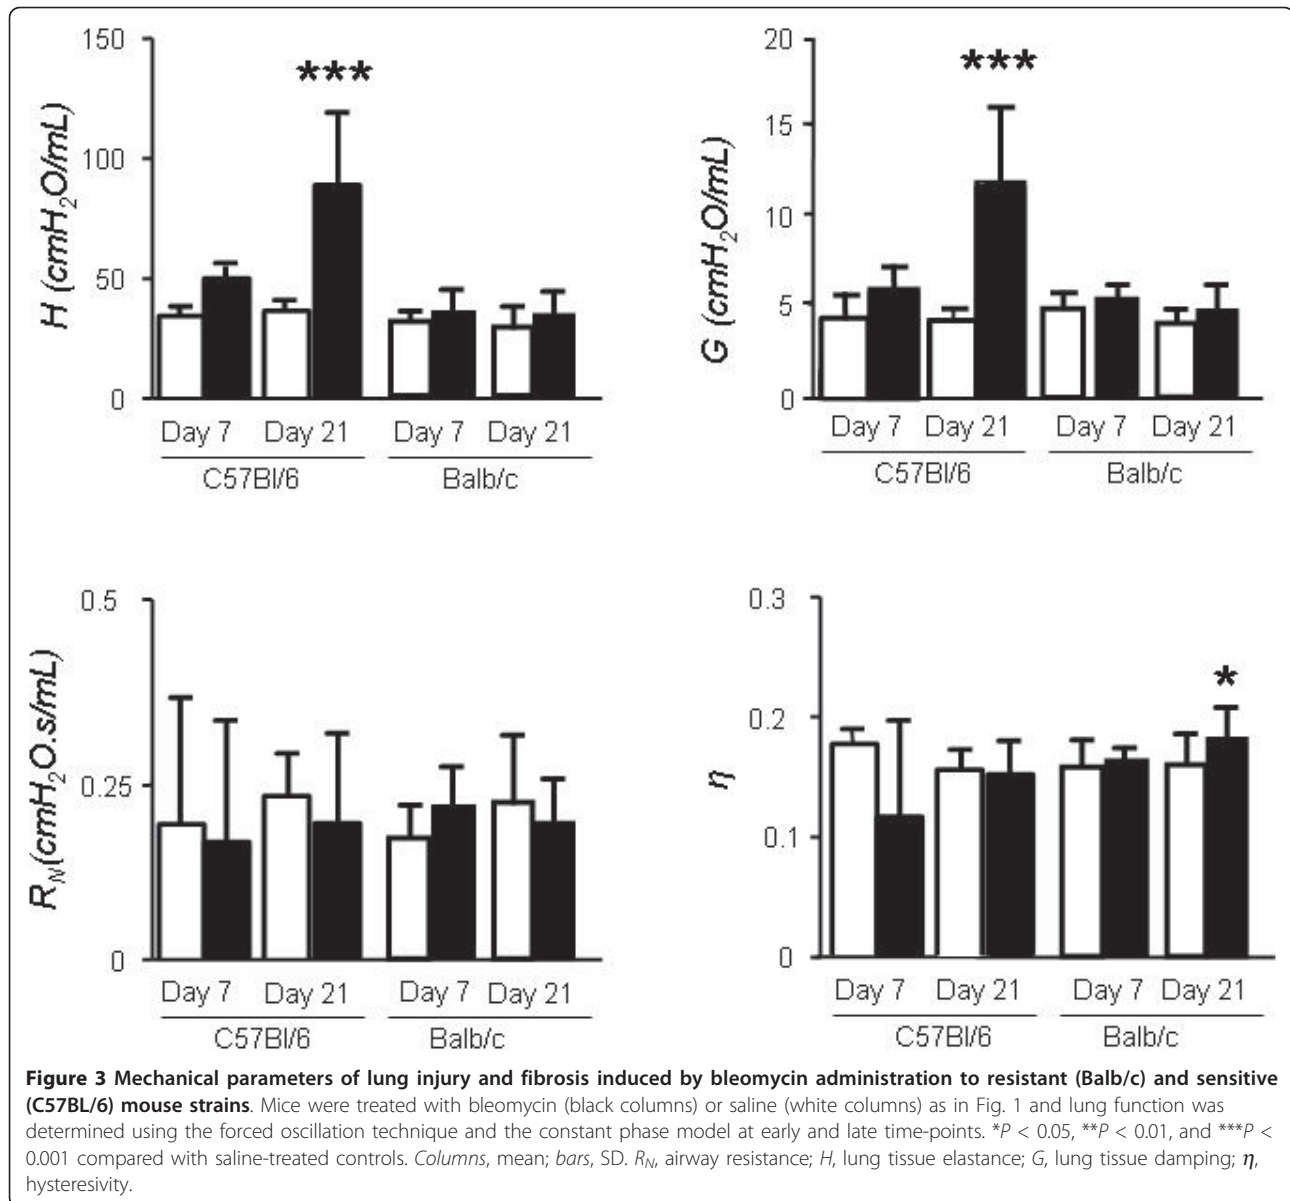 150
100
50
0
H (cmH₂O/mL)
***
Day 7 Day 21 Day 7 Day 21
C57Bl/6 Balb/c
20
15
10
5
0
G (cmH₂O/mL)
***
Day 7 Day 21 Day 7 Day 21
C57Bl/6 Balb/c
0.5
0.25
0
R_N (cmH₂O.s/mL)
Day 7 Day 21 Day 7 Day 21
C57Bl/6 Balb/c
0.3
0.2
0.1
0
η
*
Day 7 Day 21 Day 7 Day 21
C57Bl/6 Balb/c
Figure 3 Mechanical parameters of lung injury and fibrosis induced by bleomycin administration to resistant (Balb/c) and sensitive
(C57BL/6) mouse strains. Mice were treated with bleomycin (black columns) or saline (white columns) as in Fig. 1 and lung function was
determined using the forced oscillation technique and the constant phase model at early and late time-points. *P < 0.05, **P < 0.01, and ***P <
0.001 compared with saline-treated controls. Columns, mean; bars, SD. R_N, airway resistance; H, lung tissue elastance; G, lung tissue damping; η,
hysteresivity.